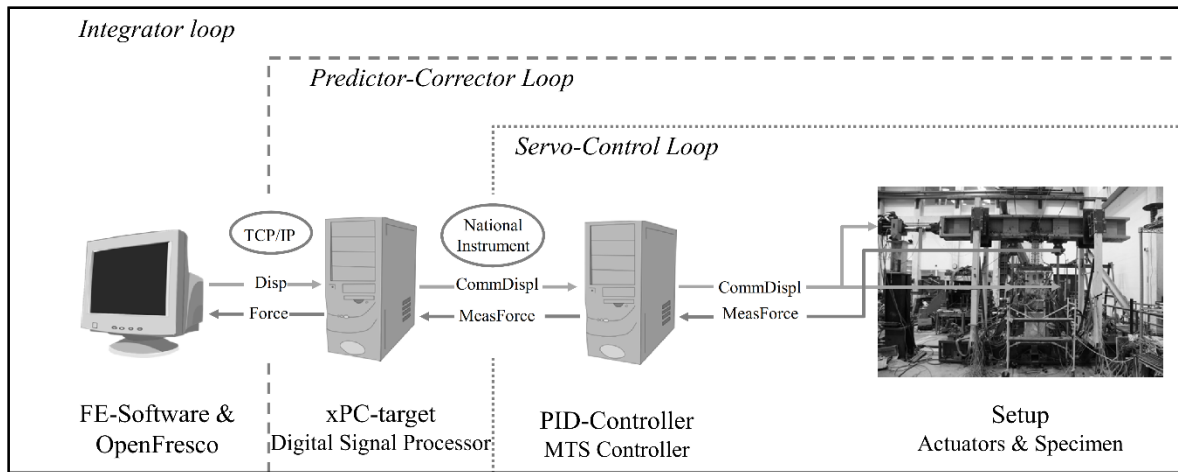 Integrator loop
Predictor-Corrector Loop
Servo-Control Loop
TCP/IP
National
Instrument
Disp
CommDispl
CommDispl
Force
MeasForce
MeasForce
FE-Software &
OpenFresco
xPC-target
Digital Signal Processor
PID-Controller
MTS Controller
Setup
Actuators & Specimen